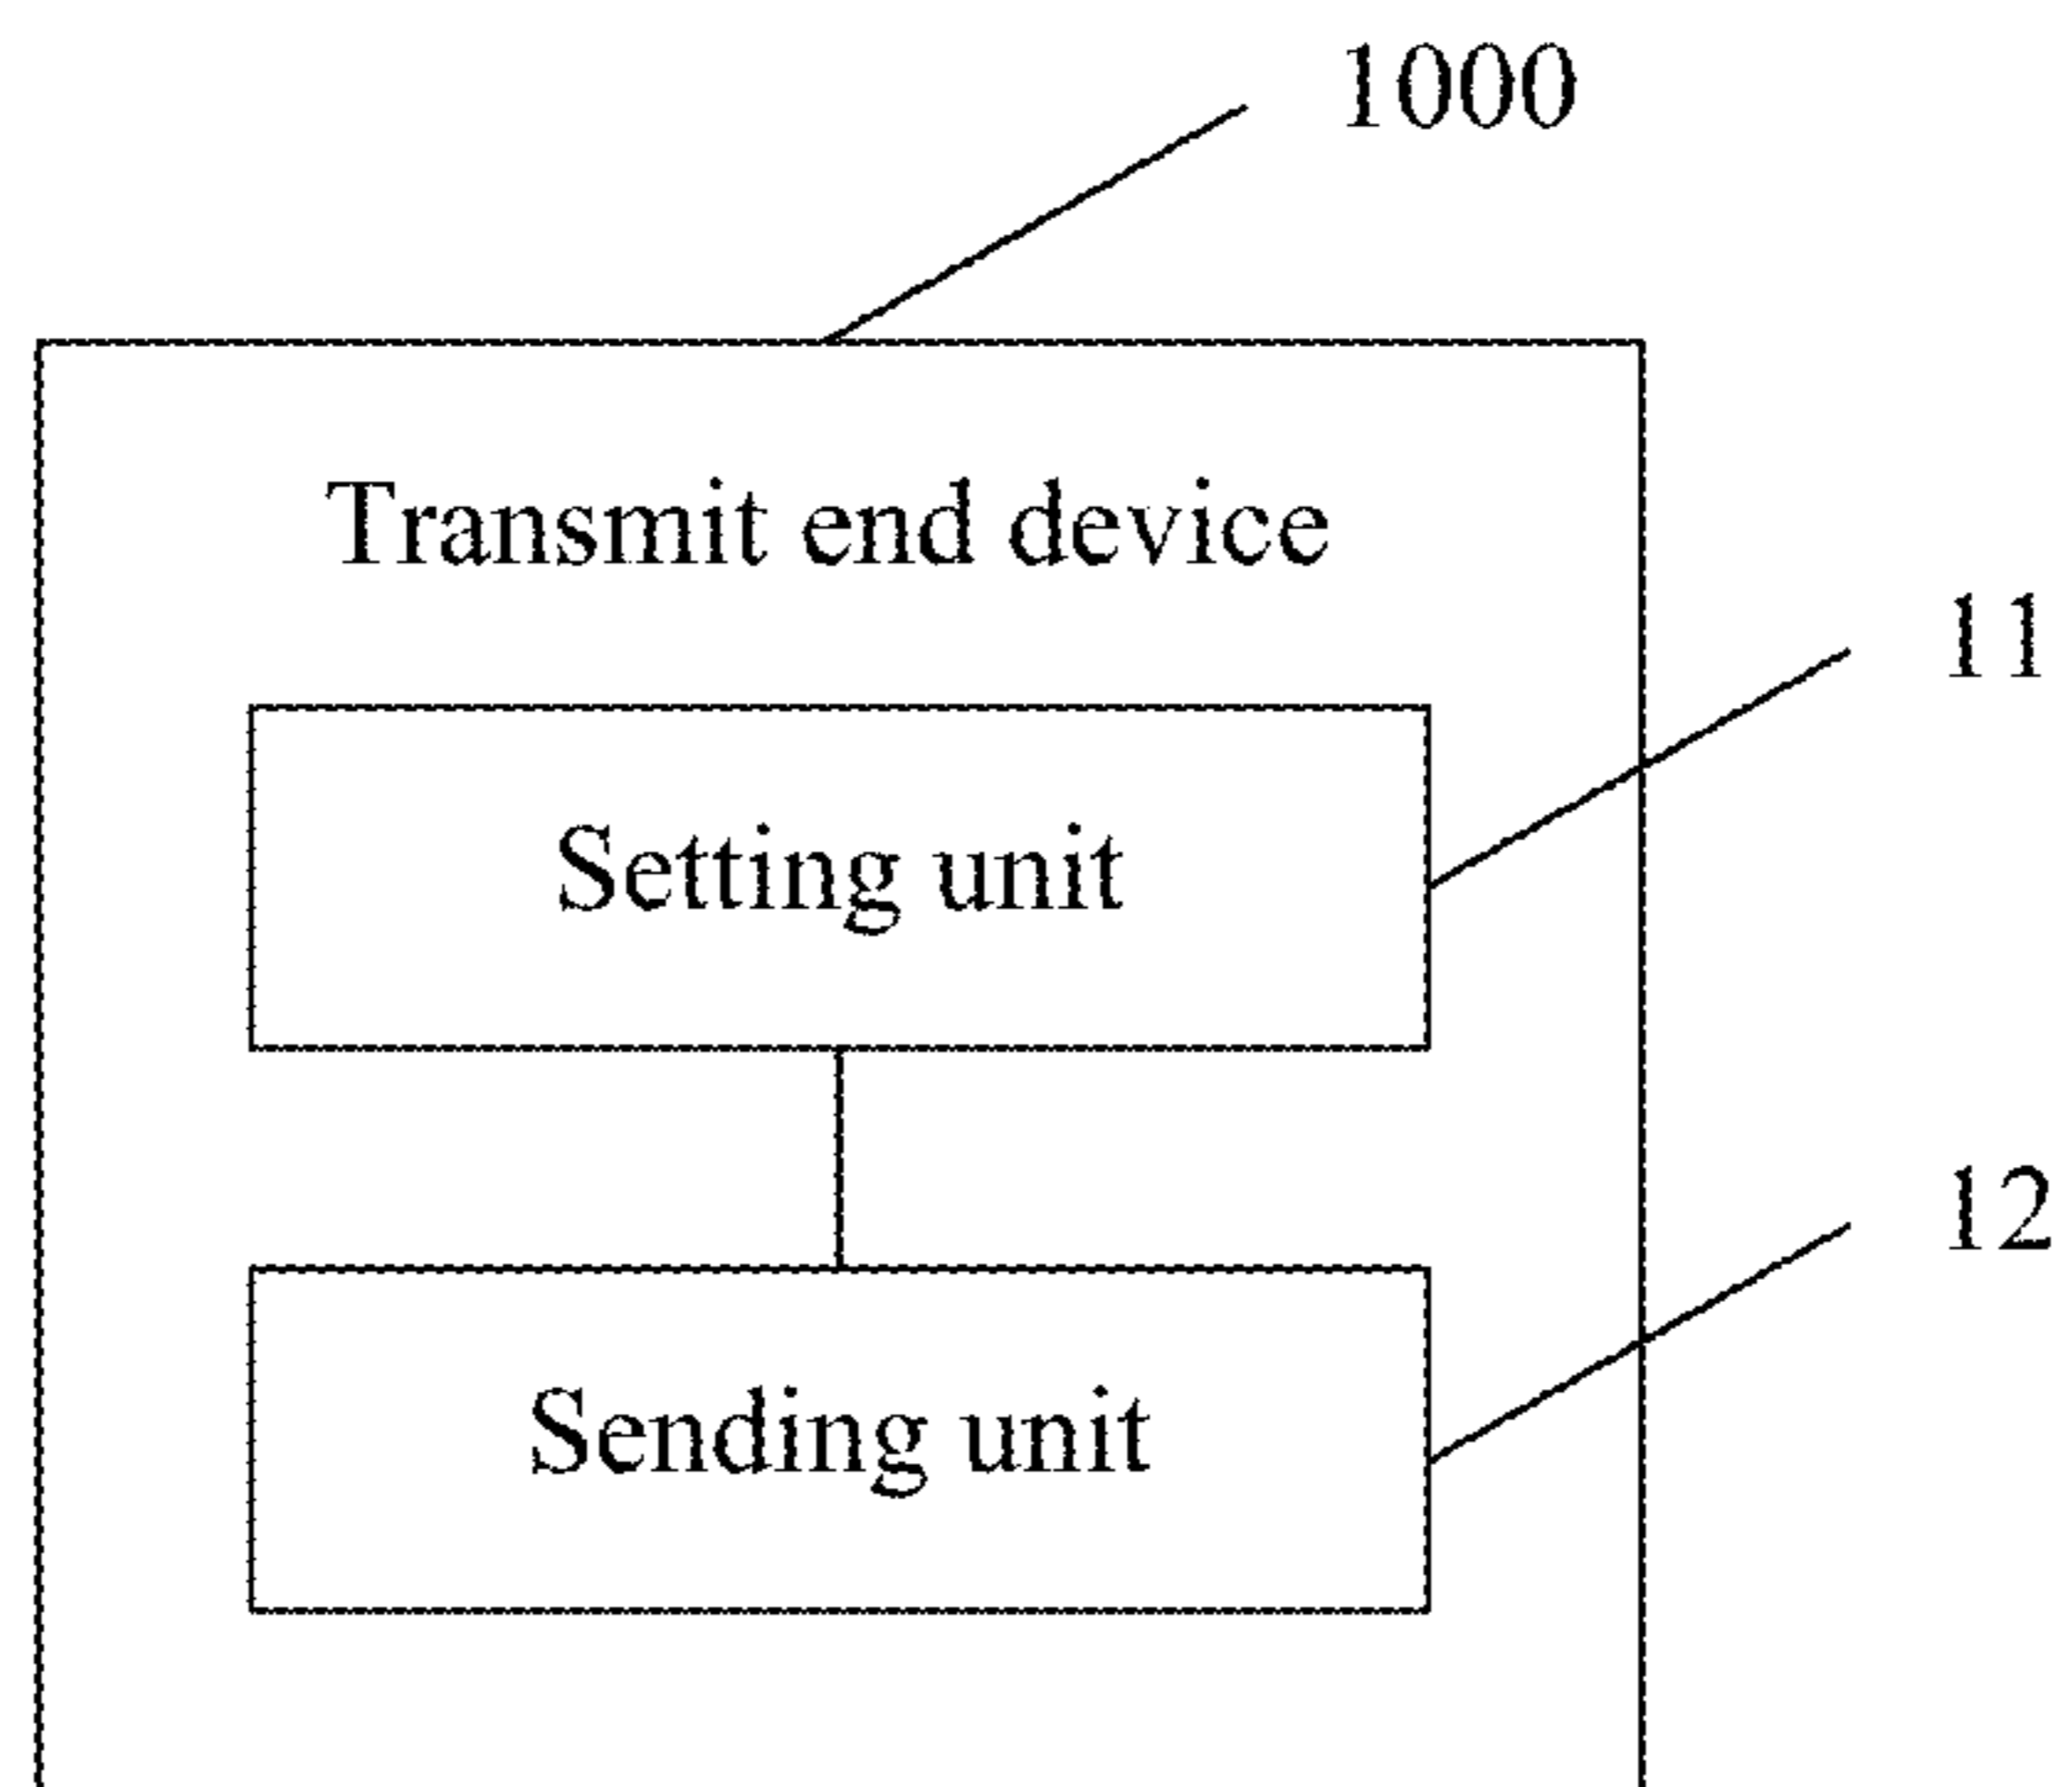 1000
Transmit end device
11
Setting unit
12
Sending unit